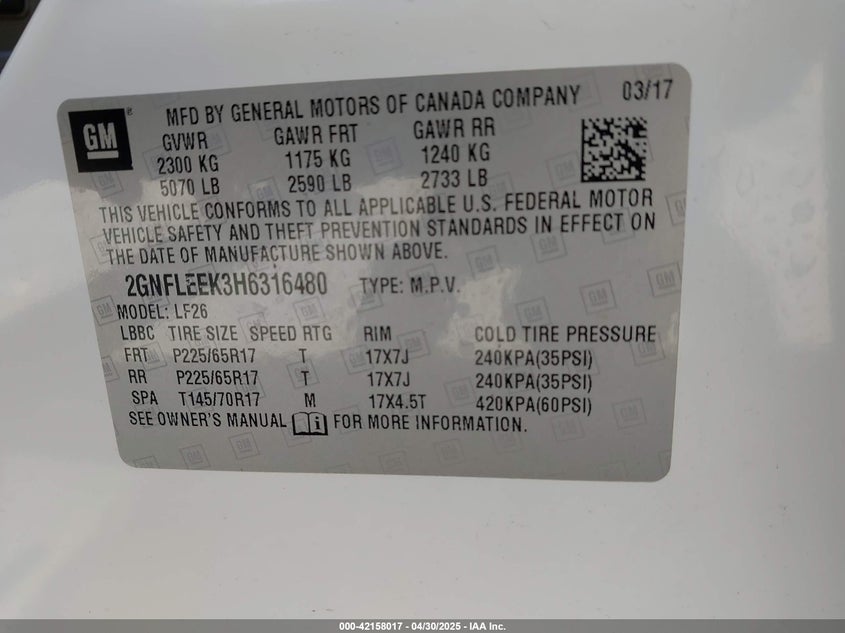 GM ® MFD BY GENERAL MOTORS OF CANADA COMPANY 03/17
GVWR GAWR FRT GAWR RR
2300 KG 1175 KG 1240 KG
5070 LB 2590 LB 2733 LB
THIS VEHICLE CONFORMS TO ALL APPLICABLE U.S. FEDERAL MOTOR
VEHICLE SAFETY AND THEFT PREVENTION STANDARDS IN EFFECT ON
THE DATE OF MANUFACTURE SHOWN ABOVE.
2GNFLEEK3H6316480 TYPE: M.P.V.
MODEL: LF26
LBBC TIRE SIZE SPEED RTG RIM COLD TIRE PRESSURE
FRT P225/65R17 T 17X7J 240KPA(35PSI)
RR P225/65R17 T 17X7J 240KPA(35PSI)
SPA T145/70R17 M 17X4.5T 420KPA(60PSI)
SEE OWNER'S MANUAL i FOR MORE INFORMATION.
000-42158017 - 04/30/2025 - IAA Inc.